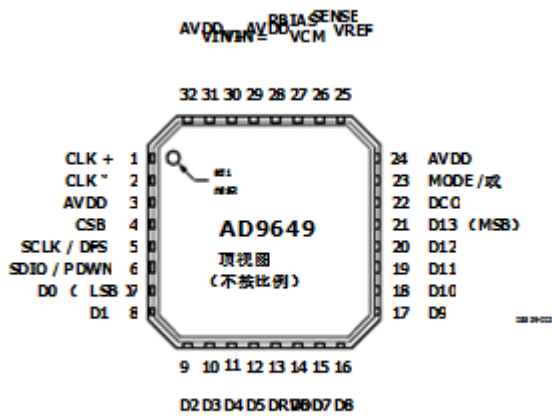 AVDD AVDD RBIAS VCM SENSE VREF
32 31 30 29 28 27 26 25
CLK + 1
CLK 2
AVDD 3
CSB 4
SCLK / DFS 5
SDIO / PDWN 6
D0 ( LSB ) 7
D1 8
AD9649
顶视图
(不按比例)
24 AVDD
23 MODE/或
22 DCO
21 D13 (MSB)
20 D12
19 D11
18 D10
17 D9
9 10 11 12 13 14 15 16
D2 D3 D4 D5 D7 D8